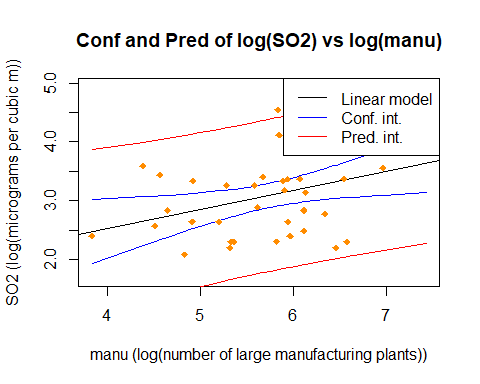 Conf and Pred of log(SO2) vs log(manu)
SO2 (log(micrograms per cubic m))
5.0
4.0
3.0
2.0
Linear model
Conf. int.
Pred. int.
4 5 6 7
manu (log(number of large manufacturing plants))